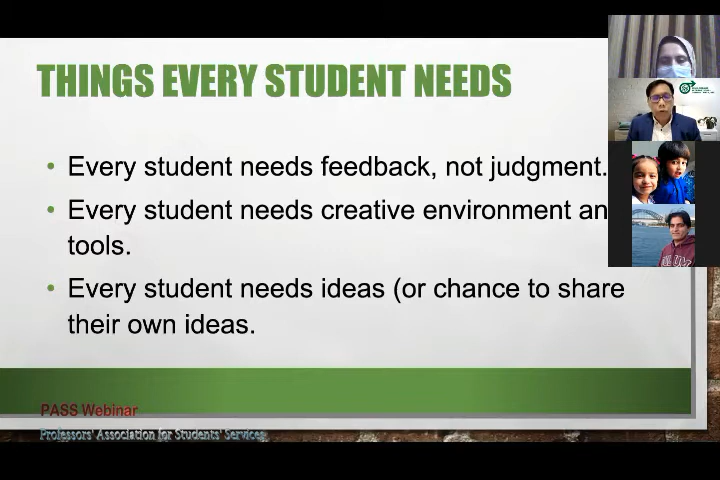 THINGS EVERY STUDENT NEEDS
• Every student needs feedback, not judgment.
• Every student needs creative environment an
tools.
• Every student needs ideas (or chance to share
their own ideas.
PASS Webinar
Professors' Association for Students' Services